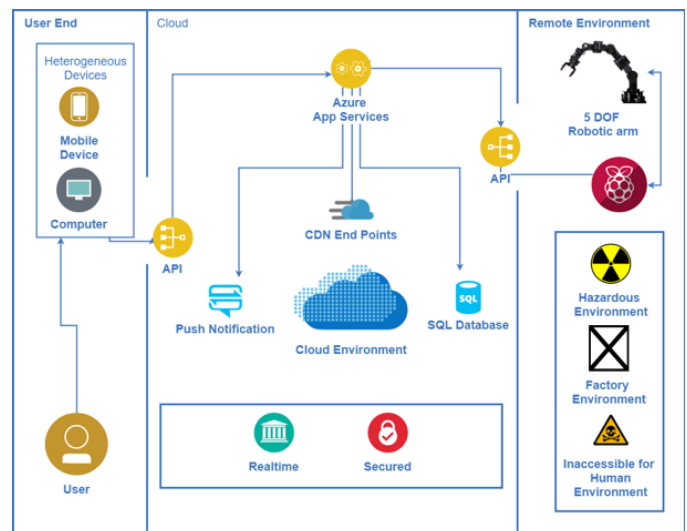 User End
Heterogeneous
Devices
Mobile
Device
Computer
User
Cloud
API
Azure
App Services
CDN End Points
Push Notification
SQL
SQL Database
Cloud Environment
Realtime
Secured
API
Remote Environment
5 DOF
Robotic arm
Hazardous
Environment
Factory
Environment
Inaccessible for
Human
Environment